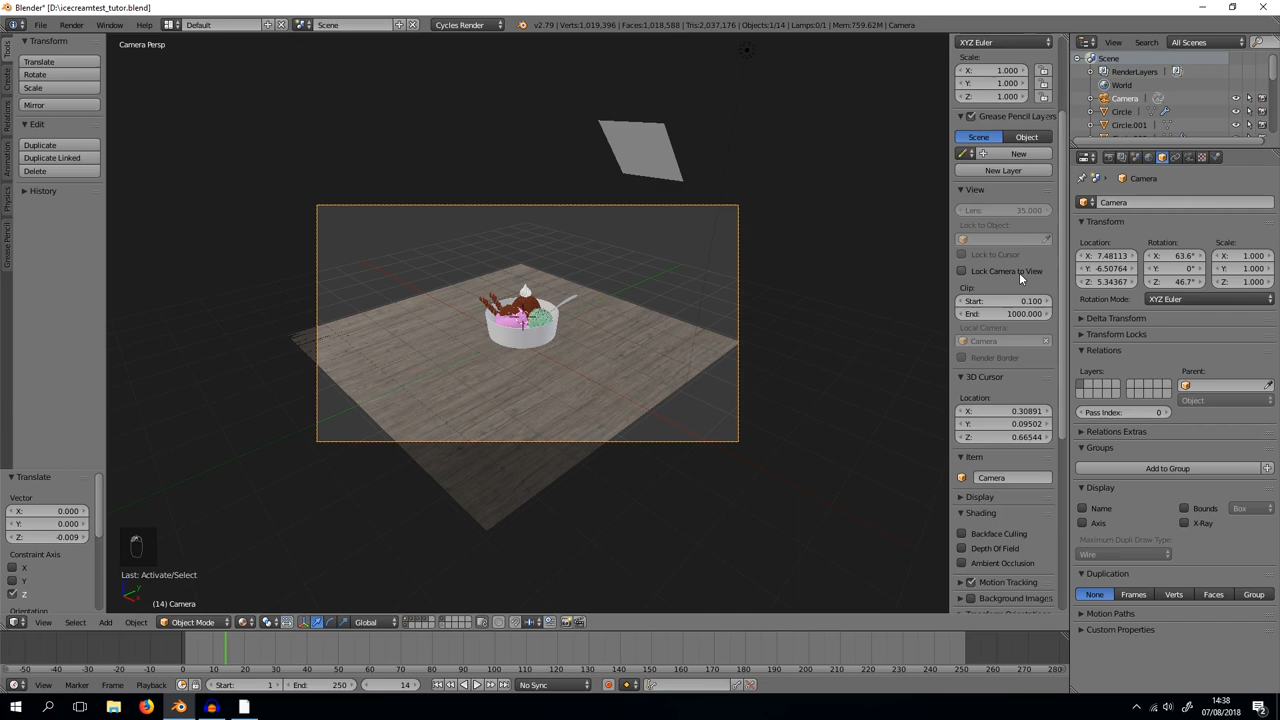 Blender* [D:\icecreamtest_tutor.blend]
File Render Window Help Default Scene Cycles Render v2.79 | Verts:1,019,396 | Faces:1,018,588 | Tris:2,037,176 | Objects:1/14 | Lamps:0/1 | Mem:759.62M | Camera
Tools
Create
Relations
Animation
Physics
Grease Pencil
Transform
Translate
Rotate
Scale
Mirror
Edit
Duplicate
Duplicate Linked
Delete
History
Translate
Vector
X: 0.000
Y: 0.000
Z: -0.009
Constraint Axis
X
Y
Z
Orientation
Camera Persp
Last: Activate/Select
(14) Camera
XYZ Euler
Scale:
X: 1.000
Y: 1.000
Z: 1.000
Grease Pencil Layers
Scene Object
New
New Layer
View
Lens: 35.000
Lock to Object:
Lock to Cursor
Lock Camera to View
Clip:
Start: 0.100
End: 1000.000
Local Camera:
Camera
Render Border
3D Cursor
Location:
X: 0.30891
Y: 0.09502
Z: 0.66544
Item
Camera
Display
Shading
Backface Culling
Depth Of Field
Ambient Occlusion
Motion Tracking
Background Images
View Search All Scenes
Scene
RenderLayers
World
Camera
Circle
Circle.001
Camera
Camera
Transform
Location: Rotation: Scale:
X: 7.48113 X: 63.6° X: 1.000
Y: -6.50764 Y: 0° Y: 1.000
Z: 5.34367 Z: 46.7° Z: 1.000
Rotation Mode: XYZ Euler
Delta Transform
Transform Locks
Relations
Layers: Parent:
Object
Pass Index: 0
Relations Extras
Groups
Add to Group
Display
Name Bounds Box
Axis X-Ray
Maximum Dupli Draw Type:
Wire
Duplication
None Frames Verts Faces Group
Motion Paths
Custom Properties
View Select Add Object Object Mode Global
-50 -40 -30 -20 -10 0 10 20 30 40 50 60 70 80 90 100 110 120 130 140 150 160 170 180 190 200 210 220 230 240 250 260 270 280
View Marker Frame Playback Start: 1 End: 250 14 No Sync
14:38
07/08/2018
2